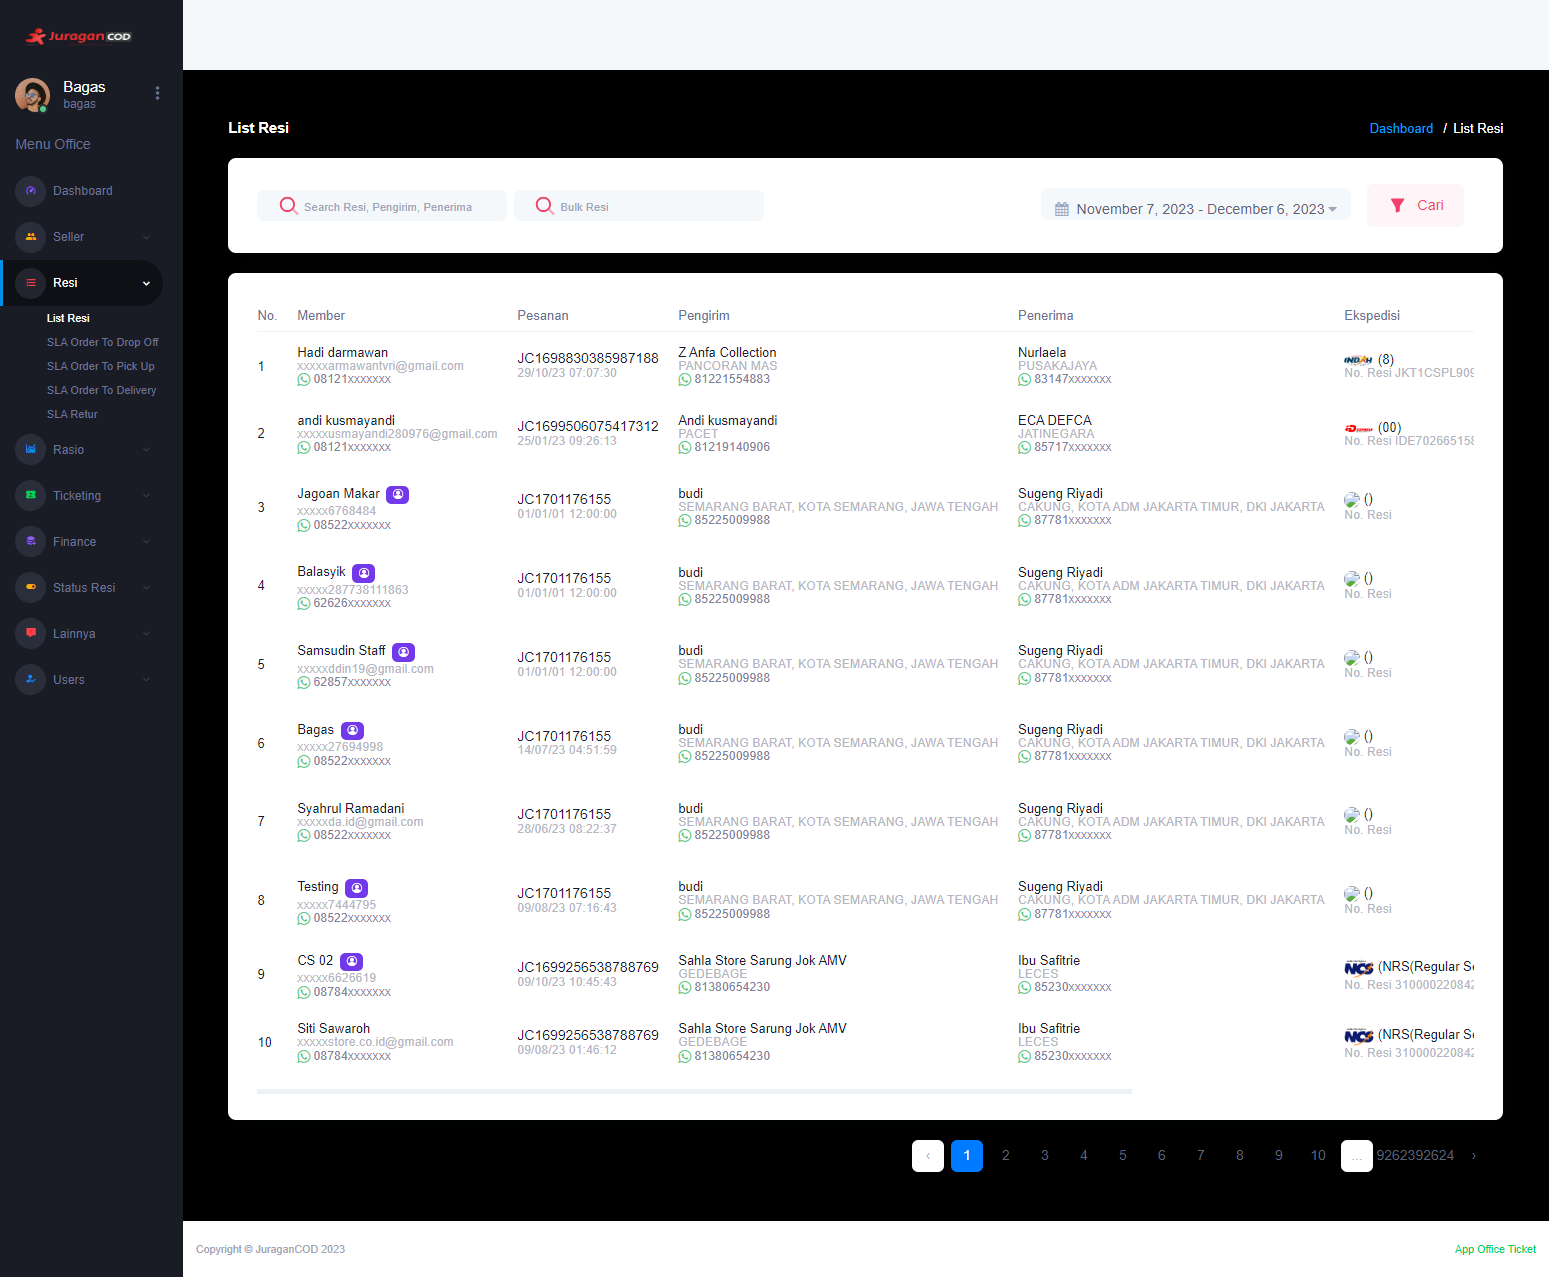 Juragan COD
Bagas
bagas
Menu Office
Dashboard
Seller
Resi
List Resi
SLA Order To Drop Off
SLA Order To Pick Up
SLA Order To Delivery
SLA Retur
Rasio
Ticketing
Finance
Status Resi
Lainnya
Users
List Resi
Dashboard / List Resi
Search Resi, Pengirim, Penerima
Bulk Resi
November 7, 2023 - December 6, 2023
Cari
No. Member Pesanan Pengirim Penerima Ekspedisi
1
Hadi darmawan
xxxxxarmawantvri@gmail.com
08121xxxxxxx
JC1698830385987188
29/10/23 07:07:30
Z Anfa Collection
PANCORAN MAS
81221554883
Nurlaela
PUSAKAJAYA
83147xxxxxxx
INDAH (8)
No. Resi JKT1CSPL909
2
andi kusmayandi
xxxxxusmayandi280976@gmail.com
08121xxxxxxx
JC1699506075417312
25/01/23 09:26:13
Andi kusmayandi
PACET
81219140906
ECA DEFCA
JATINEGARA
85717xxxxxxx
(00)
No. Resi IDE702665158
3
Jagoan Makar
xxxxx6768484
08522xxxxxxx
JC1701176155
01/01/01 12:00:00
budi
SEMARANG BARAT, KOTA SEMARANG, JAWA TENGAH
85225009988
Sugeng Riyadi
CAKUNG, KOTA ADM JAKARTA TIMUR, DKI JAKARTA
87781xxxxxxx
()
No. Resi
4
Balasyik
xxxxx287738111863
62626xxxxxxx
JC1701176155
01/01/01 12:00:00
budi
SEMARANG BARAT, KOTA SEMARANG, JAWA TENGAH
85225009988
Sugeng Riyadi
CAKUNG, KOTA ADM JAKARTA TIMUR, DKI JAKARTA
87781xxxxxxx
()
No. Resi
5
Samsudin Staff
xxxxxddin19@gmail.com
62857xxxxxxx
JC1701176155
01/01/01 12:00:00
budi
SEMARANG BARAT, KOTA SEMARANG, JAWA TENGAH
85225009988
Sugeng Riyadi
CAKUNG, KOTA ADM JAKARTA TIMUR, DKI JAKARTA
87781xxxxxxx
()
No. Resi
6
Bagas
xxxxx27694998
08522xxxxxxx
JC1701176155
14/07/23 04:51:59
budi
SEMARANG BARAT, KOTA SEMARANG, JAWA TENGAH
85225009988
Sugeng Riyadi
CAKUNG, KOTA ADM JAKARTA TIMUR, DKI JAKARTA
87781xxxxxxx
()
No. Resi
7
Syahrul Ramadani
xxxxxda.id@gmail.com
08522xxxxxxx
JC1701176155
28/06/23 08:22:37
budi
SEMARANG BARAT, KOTA SEMARANG, JAWA TENGAH
85225009988
Sugeng Riyadi
CAKUNG, KOTA ADM JAKARTA TIMUR, DKI JAKARTA
87781xxxxxxx
()
No. Resi
8
Testing
xxxxx7444795
08522xxxxxxx
JC1701176155
09/08/23 07:16:43
budi
SEMARANG BARAT, KOTA SEMARANG, JAWA TENGAH
85225009988
Sugeng Riyadi
CAKUNG, KOTA ADM JAKARTA TIMUR, DKI JAKARTA
87781xxxxxxx
()
No. Resi
9
CS 02
xxxxx6626619
08784xxxxxxx
JC1699256538788769
09/10/23 10:45:43
Sahla Store Sarung Jok AMV
GEDEBAGE
81380654230
Ibu Safitrie
LECES
85230xxxxxxx
NCS (NRS(Regular Se
No. Resi 310000220842
10
Siti Sawaroh
xxxxxstore.co.id@gmail.com
08784xxxxxxx
JC1699256538788769
09/08/23 01:46:12
Sahla Store Sarung Jok AMV
GEDEBAGE
81380654230
Ibu Safitrie
LECES
85230xxxxxxx
NCS (NRS(Regular Se
No. Resi 310000220842
‹ 1 2 3 4 5 6 7 8 9 10 ... 9262392624 ›
Copyright © JuraganCOD 2023
App Office Ticket